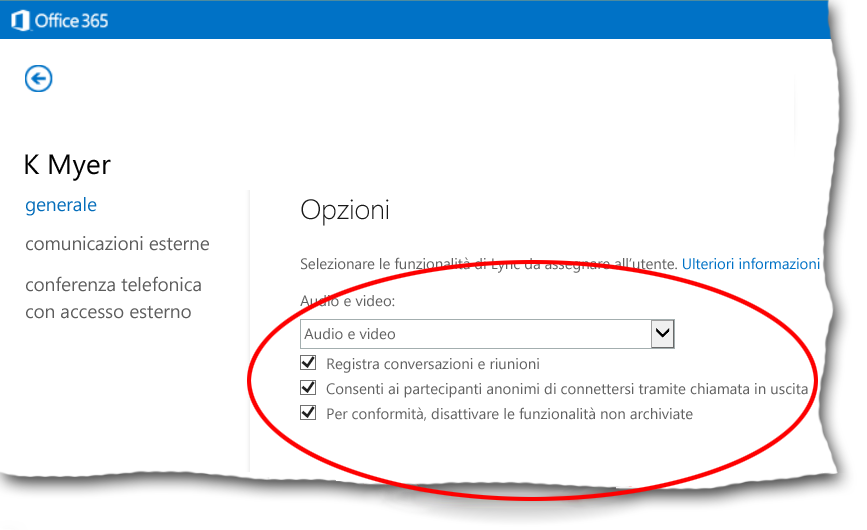 Office 365
K Myer
generale
comunicazioni esterne
conferenza telefonica
con accesso esterno
Opzioni
Selezionare le funzionalità di Lync da assegnare all'utente. Ulteriori informazioni
Audio e video:
Audio e video
Registra conversazioni e riunioni
Consenti ai partecipanti anonimi di connettersi tramite chiamata in uscita
Per conformità, disattivare le funzionalità non archiviate